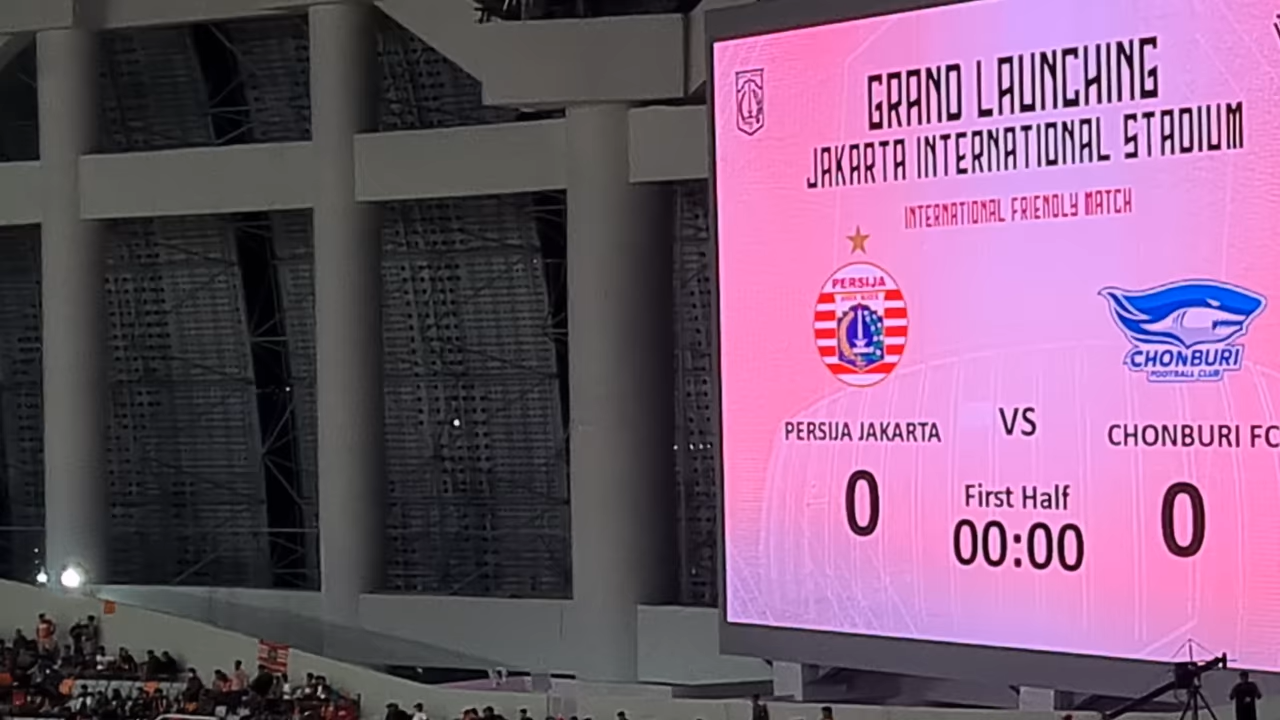 GRAND LAUNCHING
JAKARTA INTERNATIONAL STADIUM
INTERNATIONAL FRIENDLY MATCH
PERSIJA
CHONBURI
FOOTBALL CLUB
VS
PERSIJA JAKARTA
CHONBURI FC
0
First Half
0
00:00